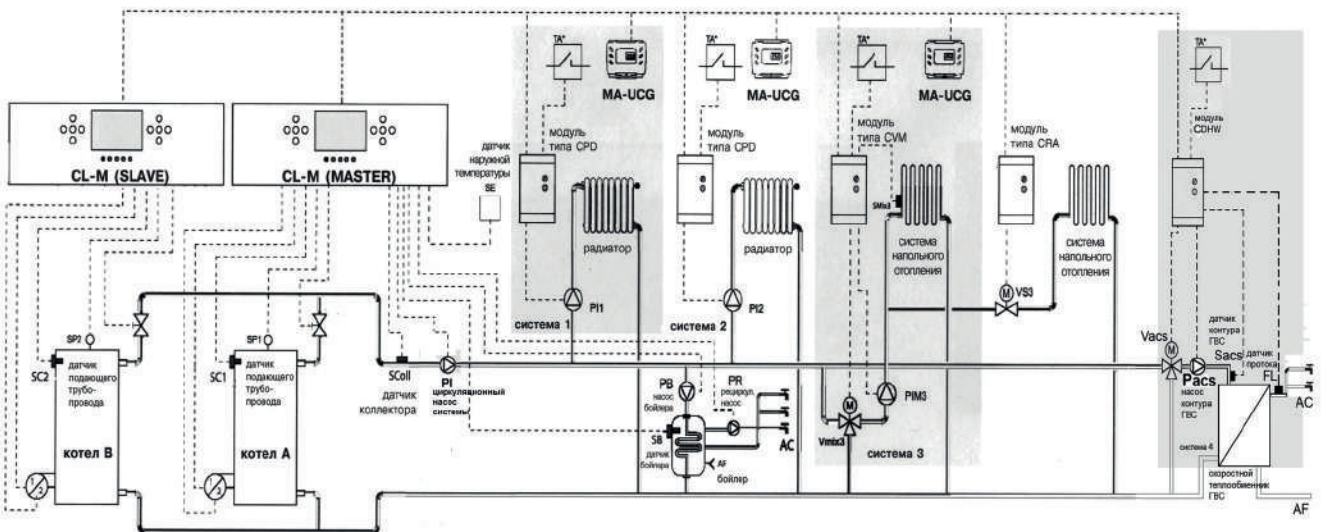 TA*
MA-UCG
TA*
MA-UCG
TA*
MA-UCG
TA*
CL-M (SLAVE)
CL-M (MASTER)
датчик
наружной
температуры
SE
модуль
типа CPD
модуль
типа CPD
модуль
типа CVM
модуль
типа CRA
модуль
CDHW
SMix3
радиатор
радиатор
система
напольного
отопления
система
напольного
отопления
PI1
PI2
M
VS3
система 1
система 2
SP2
SP1
SC2
датчик
подающего
трубо-
провода
SC1
датчик
подающего
трубо-
провода
SColl
датчик
коллектора
PI
циркуляционный
насос
системы
PB
насос
бойлера
PR
рециркул.
насос
SB
датчик
бойлера
AF
бойлер
AC
M
Vmix3
PIM3
система 3
Vacs
M
датчик
контура
ГВС
Sacs
датчик
протока
FL
Pacs
насос
контура
ГВС
AC
система 4
скоростной
теплообменник
ГВС
AF
котел B
котел A
1
2
1
2